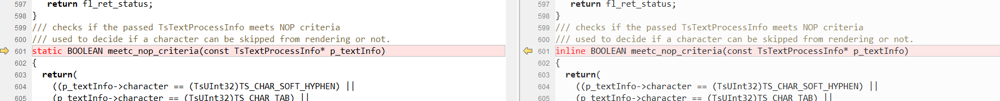 597 return fl_ret_status;
598 }
599 /// checks if the passed TsTextProcessInfo meets NOP criteria
600 /// used to decide if a character can be skipped from rendering or not.
601 static BOOLEAN meetc_nop_criteria(const TsTextProcessInfo* p_textInfo)
602 {
603 return(
604 ((p_textInfo->character == (TsUInt32)TS_CHAR_SOFT_HYPHEN) ||
605 (p_textInfo->character == (TsUInt32)TS_CHAR_TAB) ||
597 return fl_ret_status;
598 }
599 /// checks if the passed TsTextProcessInfo meets NOP criteria
600 /// used to decide if a character can be skipped from rendering or not.
601 inline BOOLEAN meetc_nop_criteria(const TsTextProcessInfo* p_textInfo)
602 {
603 return(
604 ((p_textInfo->character == (TsUInt32)TS_CHAR_SOFT_HYPHEN) ||
605 (p_textInfo->character == (TsUInt32)TS_CHAR_TAB) ||